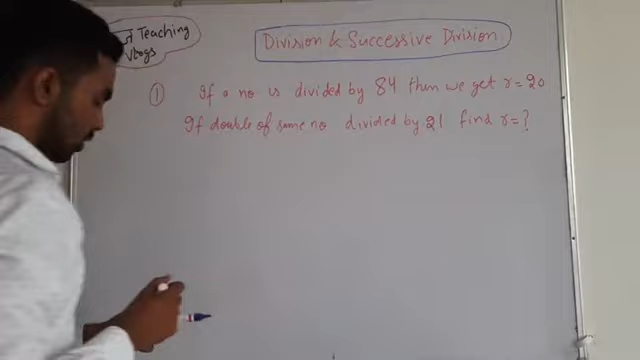 Teaching
Vlogs
Division & Successive Division
① If a no is divided by 84 then we get r=20
If double of same no divided by 21 find r=?